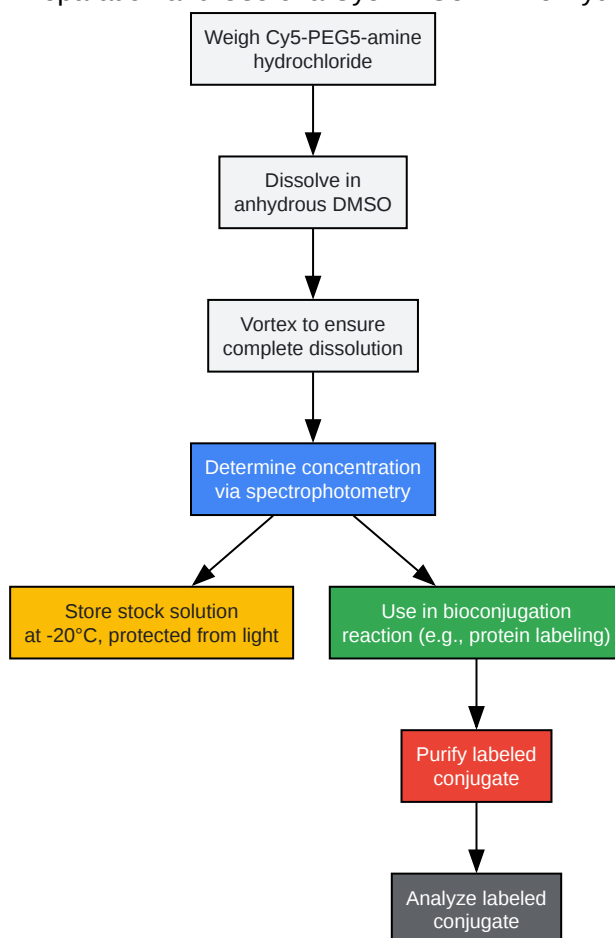 Weigh Cy5-PEG5-amine
hydrochloride
Dissolve in
anhydrous DMSO
Vortex to ensure
complete dissolution
Determine concentration
via spectrophotometry
Store stock solution
at -20°C, protected from light
Use in bioconjugation
reaction (e.g., protein labeling)
Purify labeled
conjugate
Analyze labeled
conjugate